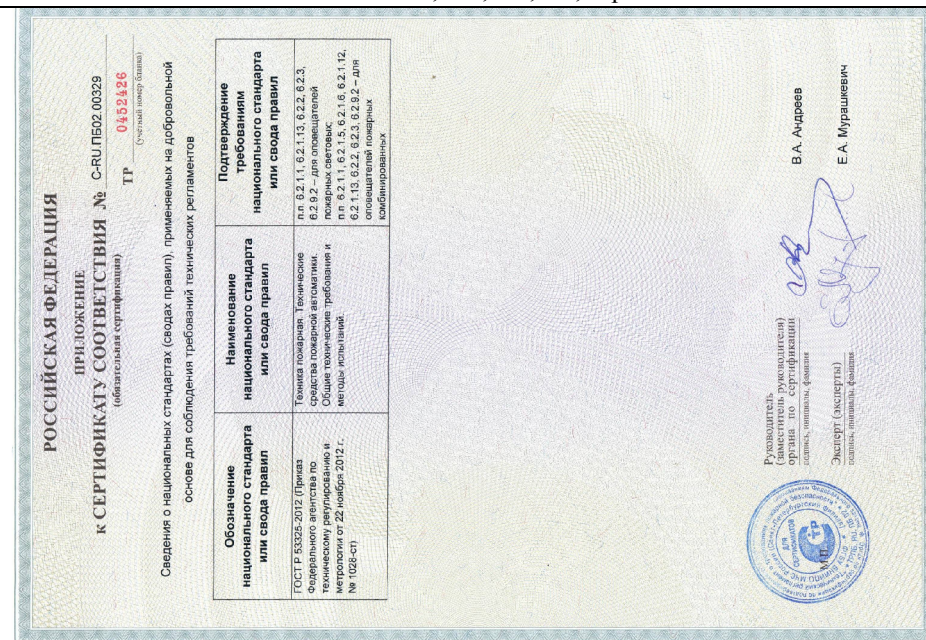 РОССИЙСКАЯ ФЕДЕРАЦИЯ
ПРИЛОЖЕНИЕ
к СЕРТИФИКАТУ СООТВЕТСТВИЯ № C-RU.ПБ02.00329
(обязательная сертификация)
ТР 0452426
(учетный номер бланка)
Сведения о национальных стандартах (сводах правил), применяемых на добровольной
основе для соблюдения требований технических регламентов
Обозначение
национального стандарта
или свода правил
Наименование
национального стандарта
или свода правил
Подтверждение
требованиям
национального стандарта
или свода правил
ГОСТ Р 53325-2012 (Приказ
Федерального агентства по
техническому регулированию и
метрологии от 22 ноября 2012 г.
№ 1028-ст)
Техника пожарная. Технические
средства пожарной автоматики.
Общие технические требования и
методы испытаний.
п.п. 6.2.1.1, 6.2.1.13, 6.2.2, 6.2.3,
6.2.9.2 – для оповещателей
пожарных световых;
п.п. 6.2.1.1, 6.2.1.5, 6.2.1.6, 6.2.1.12,
6.2.1.13, 6.2.2, 6.2.3, 6.2.9.2 – для
оповещателей пожарных
комбинированных
Руководитель
(заместитель руководителя)
органа по сертификации
подпись, инициалы, фамилия
В.А. Андреев
Эксперт (эксперты)
подпись, инициалы, фамилия
Е.А. Мурашкевич
М.П.
ДЛЯ
СЕРТИФИКАТОВ
ТР